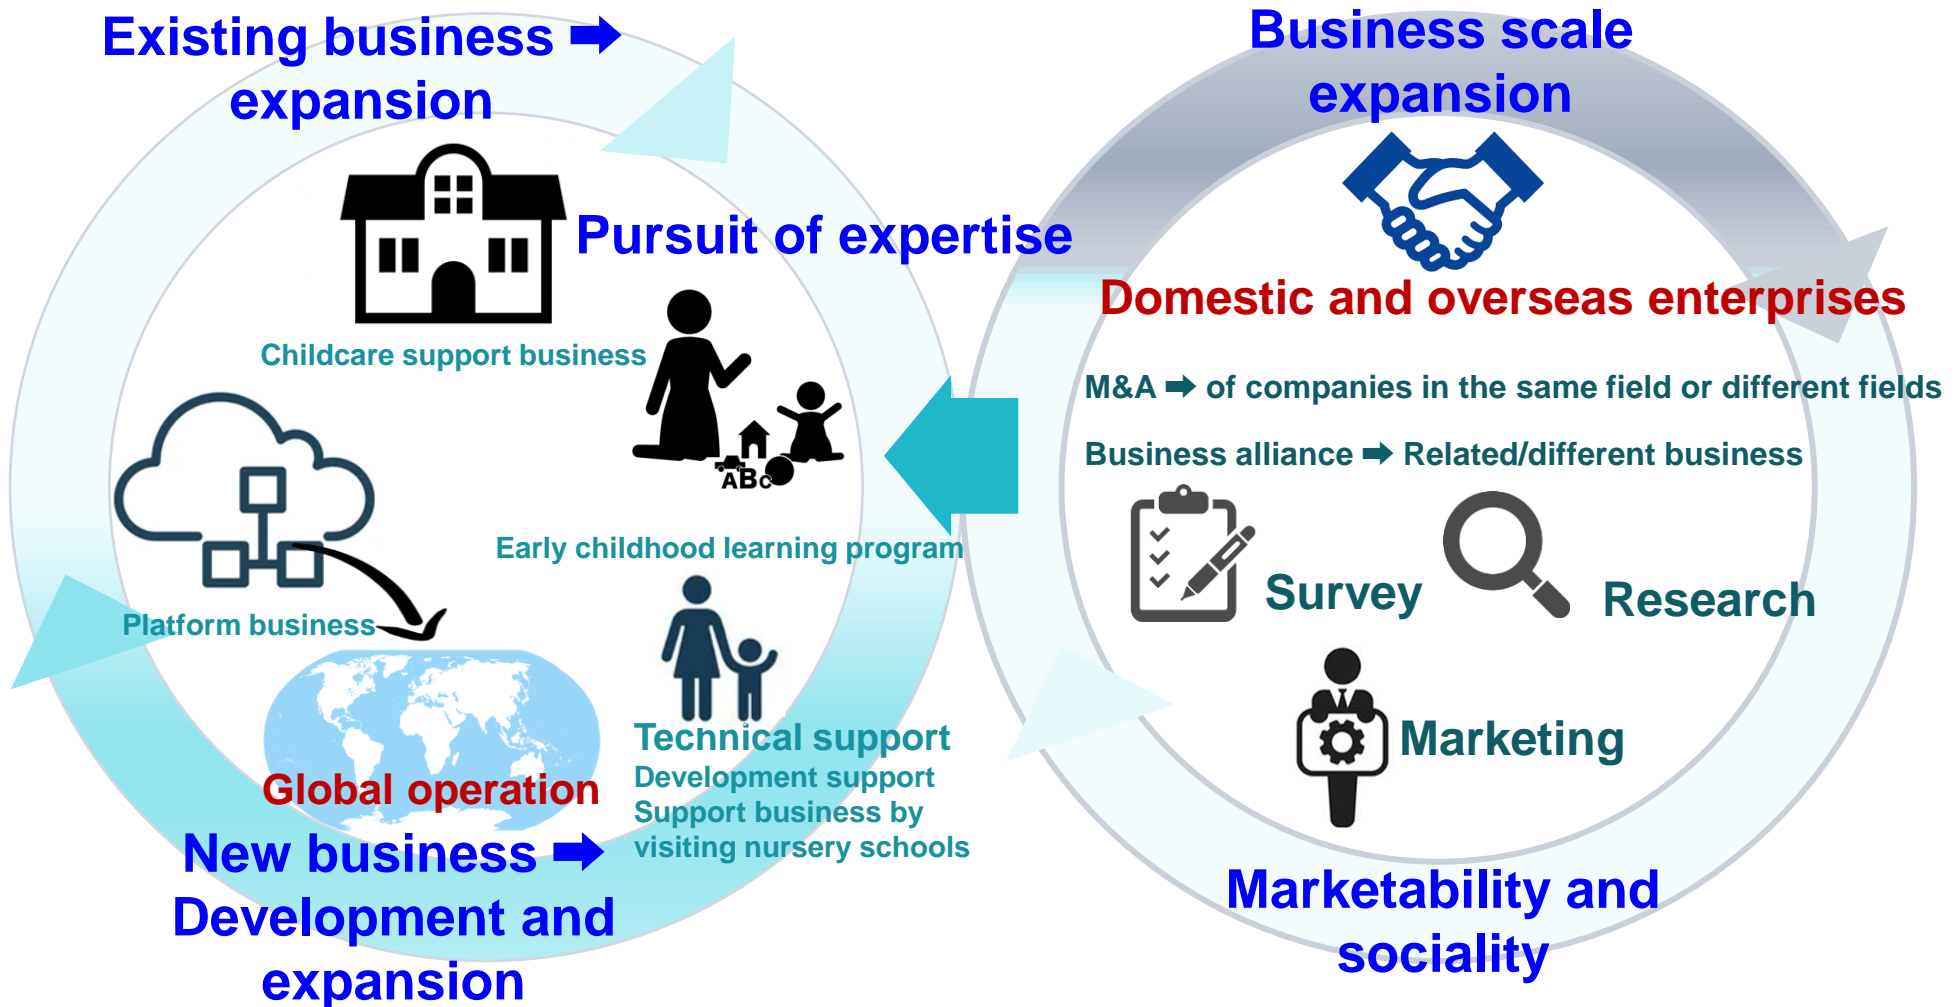 Existing business ➡
expansion
Pursuit of expertise
Childcare support business
ABC
Early childhood learning program
Platform business
Global operation
Technical support
Development support
Support business by
visiting nursery schools
New business ➡
Development and
expansion
Business scale
expansion
Domestic and overseas enterprises
M&A ➡ of companies in the same field or different fields
Business alliance ➡ Related/different business
Survey
Research
Marketing
Marketability and
sociality